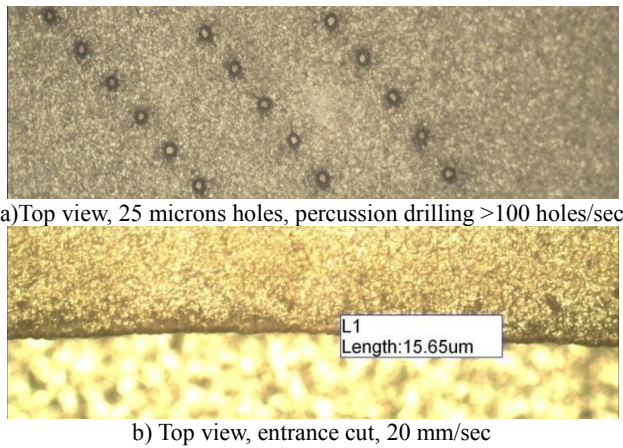 a)Top view, 25 microns holes, percussion drilling >100 holes/sec
L1
Length:15.65um
b) Top view, entrance cut, 20 mm/sec